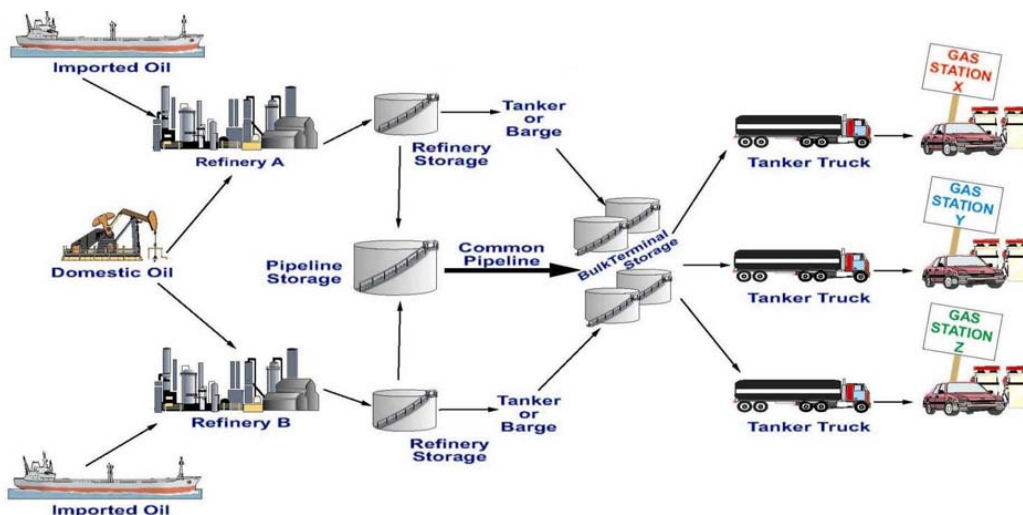 Imported Oil
Refinery A
Refinery
Storage
Tanker
or
Barge
Domestic Oil
Pipeline
Storage
Common
Pipeline
BulkTerminal
Storage
Tanker Truck
GAS
STATION
X
Tanker Truck
GAS
STATION
Y
Tanker Truck
GAS
STATION
Z
Refinery B
Refinery
Storage
Tanker
or
Barge
Imported Oil